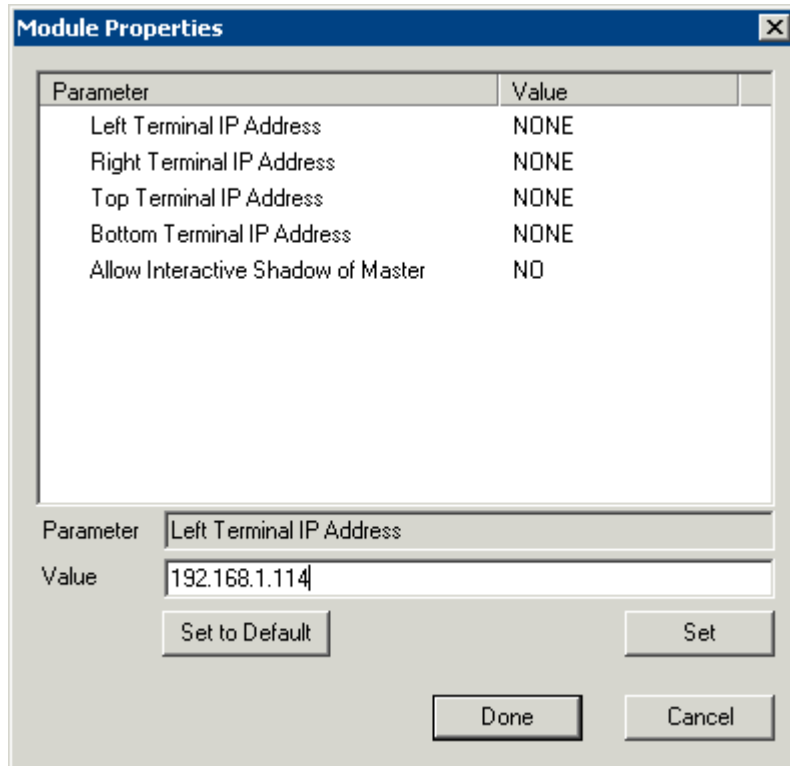 Module Properties
Parameter Value
Left Terminal IP Address NONE
Right Terminal IP Address NONE
Top Terminal IP Address NONE
Bottom Terminal IP Address NONE
Allow Interactive Shadow of Master NO
Parameter Left Terminal IP Address
Value 192.168.1.114
Set to Default Set
Done Cancel